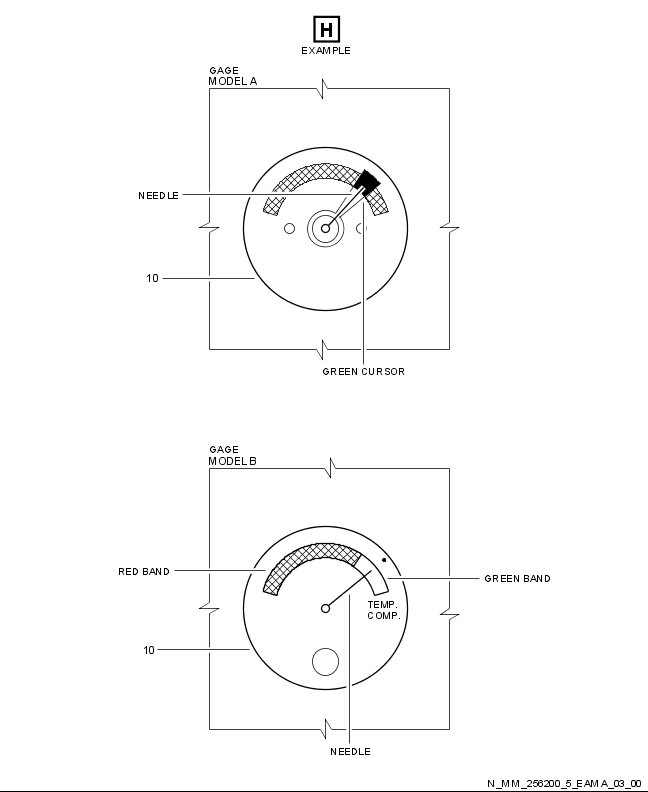 H
EXAMPLE
GAGE
MODEL A
NEEDLE
10
GREEN CURSOR
GAGE
MODEL B
RED BAND
GREEN BAND
TEMP.
COMP.
10
NEEDLE
N_MM_256200_5_EAMA_03_00